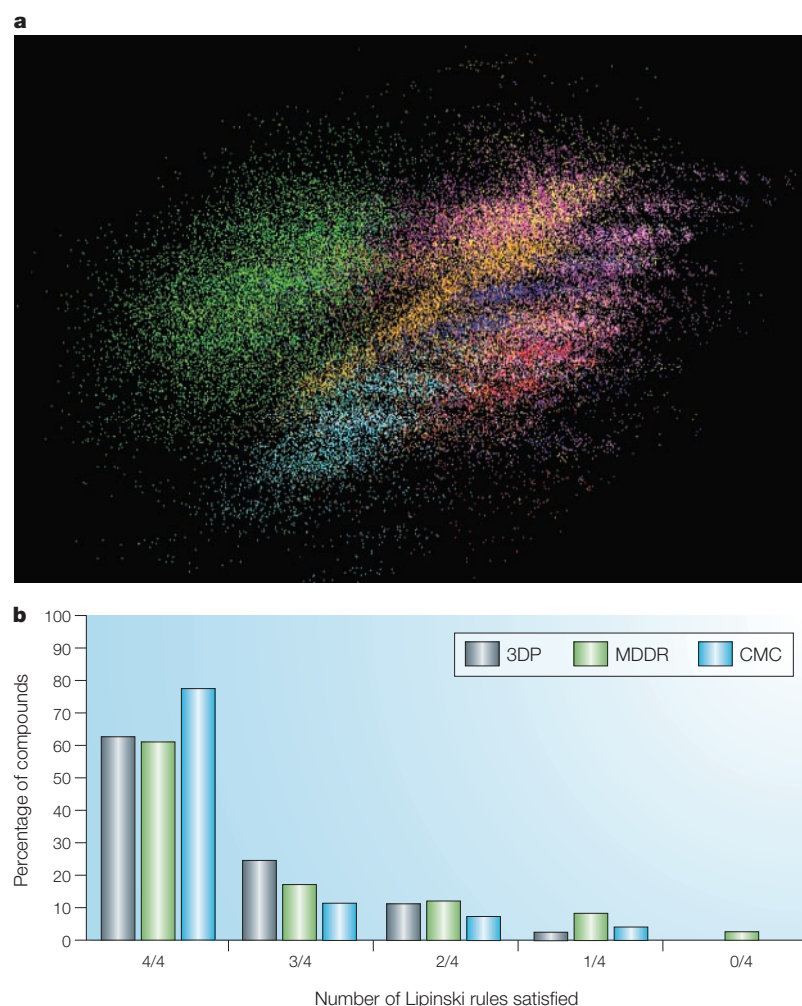 a
b
100
90
80
70
60
50
40
30
20
10
0
Percentage of compounds
3DP MDDR CMC
4/4 3/4 2/4 1/4 0/4
Number of Lipinski rules satisfied